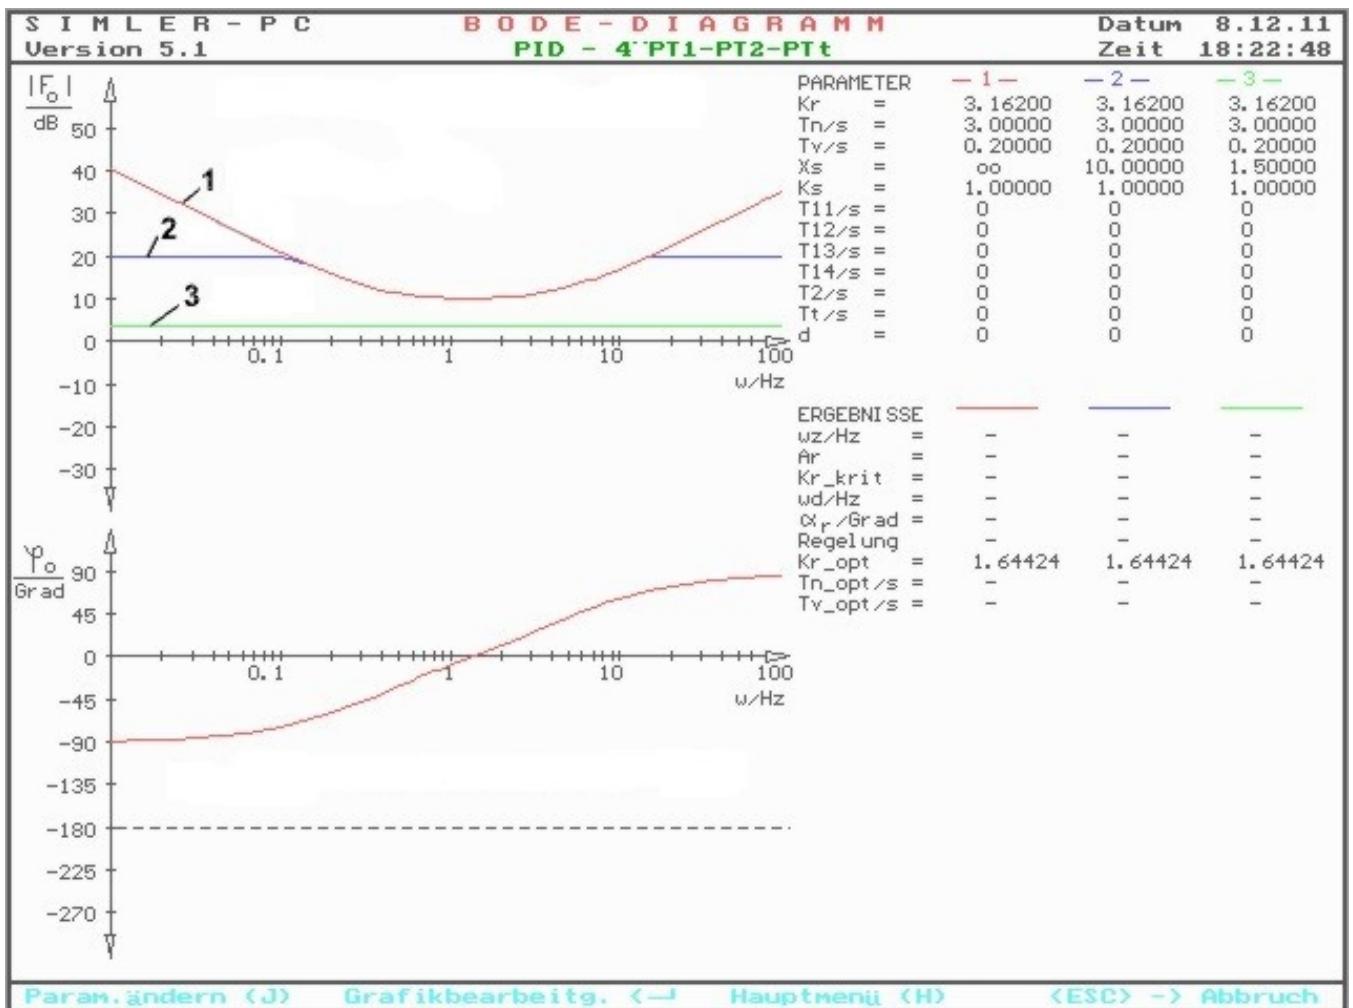 S I M L E R - P C
B O D E - D I A G R A M M
Datum 8.12.11
Version 5.1
PID - 4¨PT1-PT2-PTt
Zeit 18:22:48
|F₀|
dB
50
40
30
20
10
0
-10
-20
-30
1
2
3
0.1
1
10
100
ω/Hz
φ₀
Grad
90
45
0
-45
-90
-135
-180
-225
-270
0.1
1
10
100
ω/Hz
PARAMETER — 1 — — 2 — — 3 —
Kr = 3.16200 3.16200 3.16200
Tn/s = 3.00000 3.00000 3.00000
Tv/s = 0.20000 0.20000 0.20000
Xs = ∞ 10.00000 1.50000
Ks = 1.00000 1.00000 1.00000
T11/s = 0 0 0
T12/s = 0 0 0
T13/s = 0 0 0
T14/s = 0 0 0
T2/s = 0 0 0
Tt/s = 0 0 0
d = 0 0 0
ERGEBNISSE
ωz/Hz = - - -
Ar = - - -
Kr_krit = - - -
ωd/Hz = - - -
αᵣ/Grad = - - -
Regelung - - -
Kr_opt = 1.64424 1.64424 1.64424
Tn_opt/s = - - -
Tv_opt/s = - - -
Param.ändern (J) Grafikbearbeitg. <─┘ Hauptmenü (H) <ESC> -> Abbruch